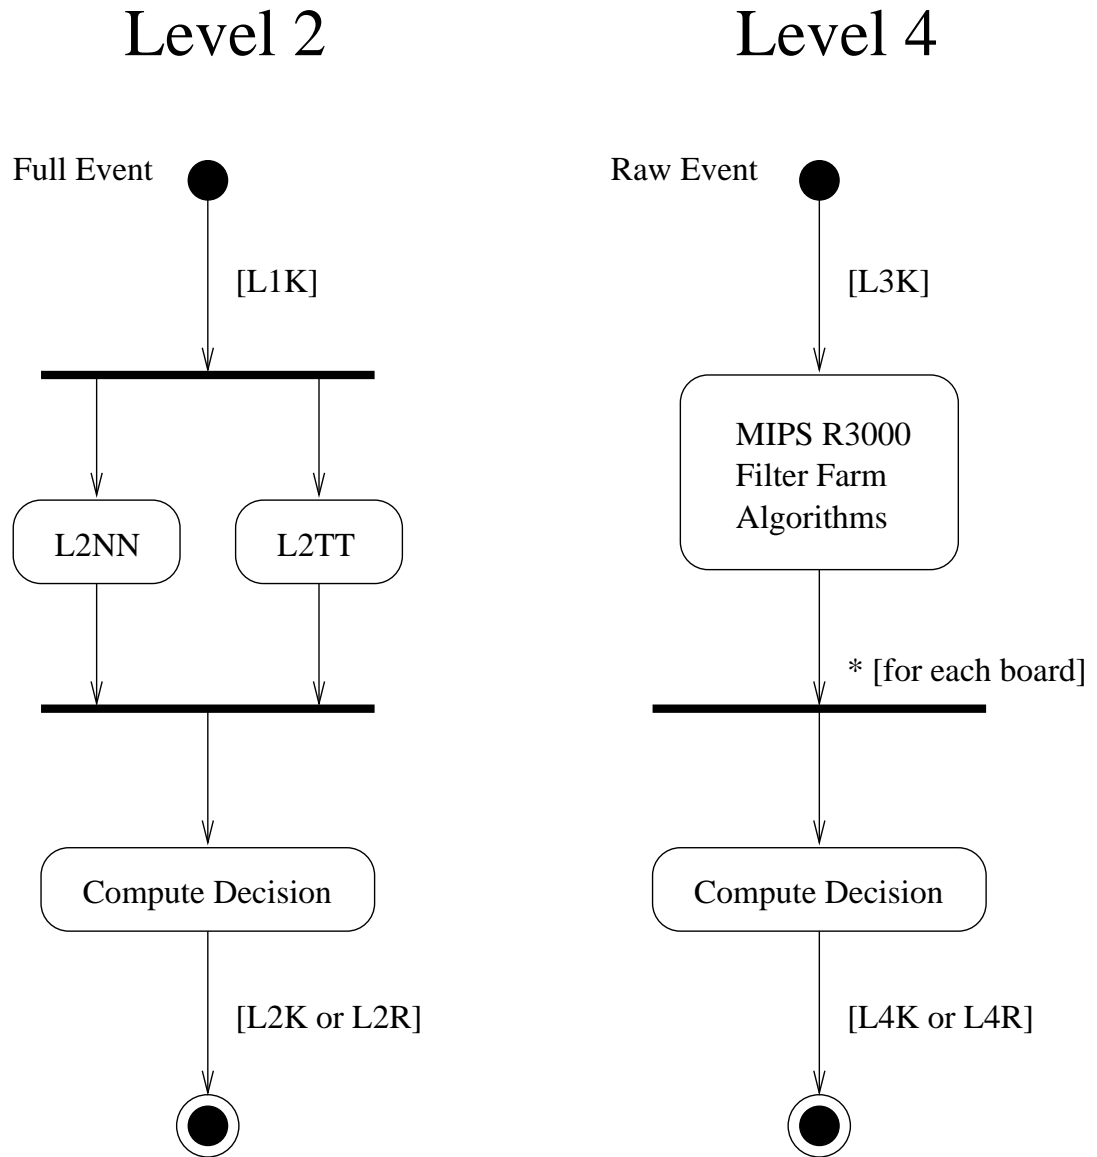 Level 2
Full Event
[L1K]
L2NN
L2TT
Compute Decision
[L2K or L2R]
Level 4
Raw Event
[L3K]
MIPS R3000
Filter Farm
Algorithms
* [for each board]
Compute Decision
[L4K or L4R]